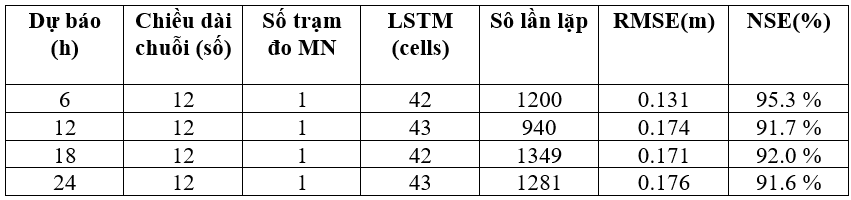 Dự báo (h) | Chiều dài chuỗi (số) | Số trạm đo MN | LSTM (cells) | Sô lần lặp | RMSE(m) | NSE(%)
6 | 12 | 1 | 42 | 1200 | 0.131 | 95.3 %
12 | 12 | 1 | 43 | 940 | 0.174 | 91.7 %
18 | 12 | 1 | 42 | 1349 | 0.171 | 92.0 %
24 | 12 | 1 | 43 | 1281 | 0.176 | 91.6 %